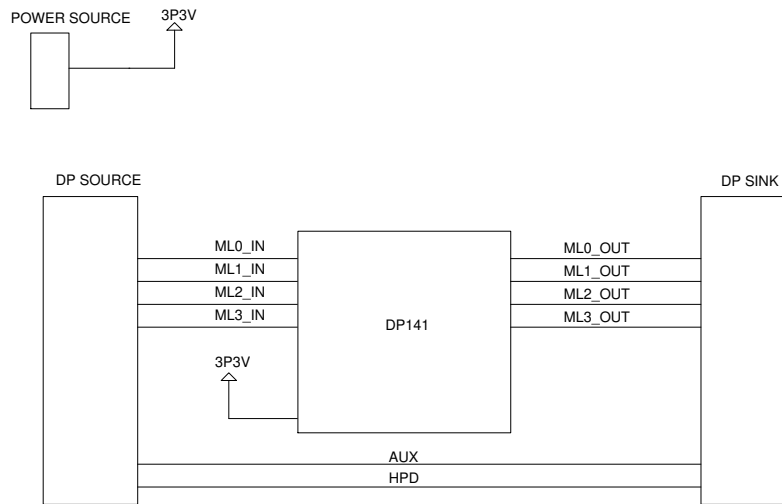 POWER SOURCE
3P3V
DP SOURCE
DP SINK
ML0_IN
ML0_OUT
ML1_IN
ML1_OUT
ML2_IN
ML2_OUT
ML3_IN
ML3_OUT
DP141
3P3V
AUX
HPD